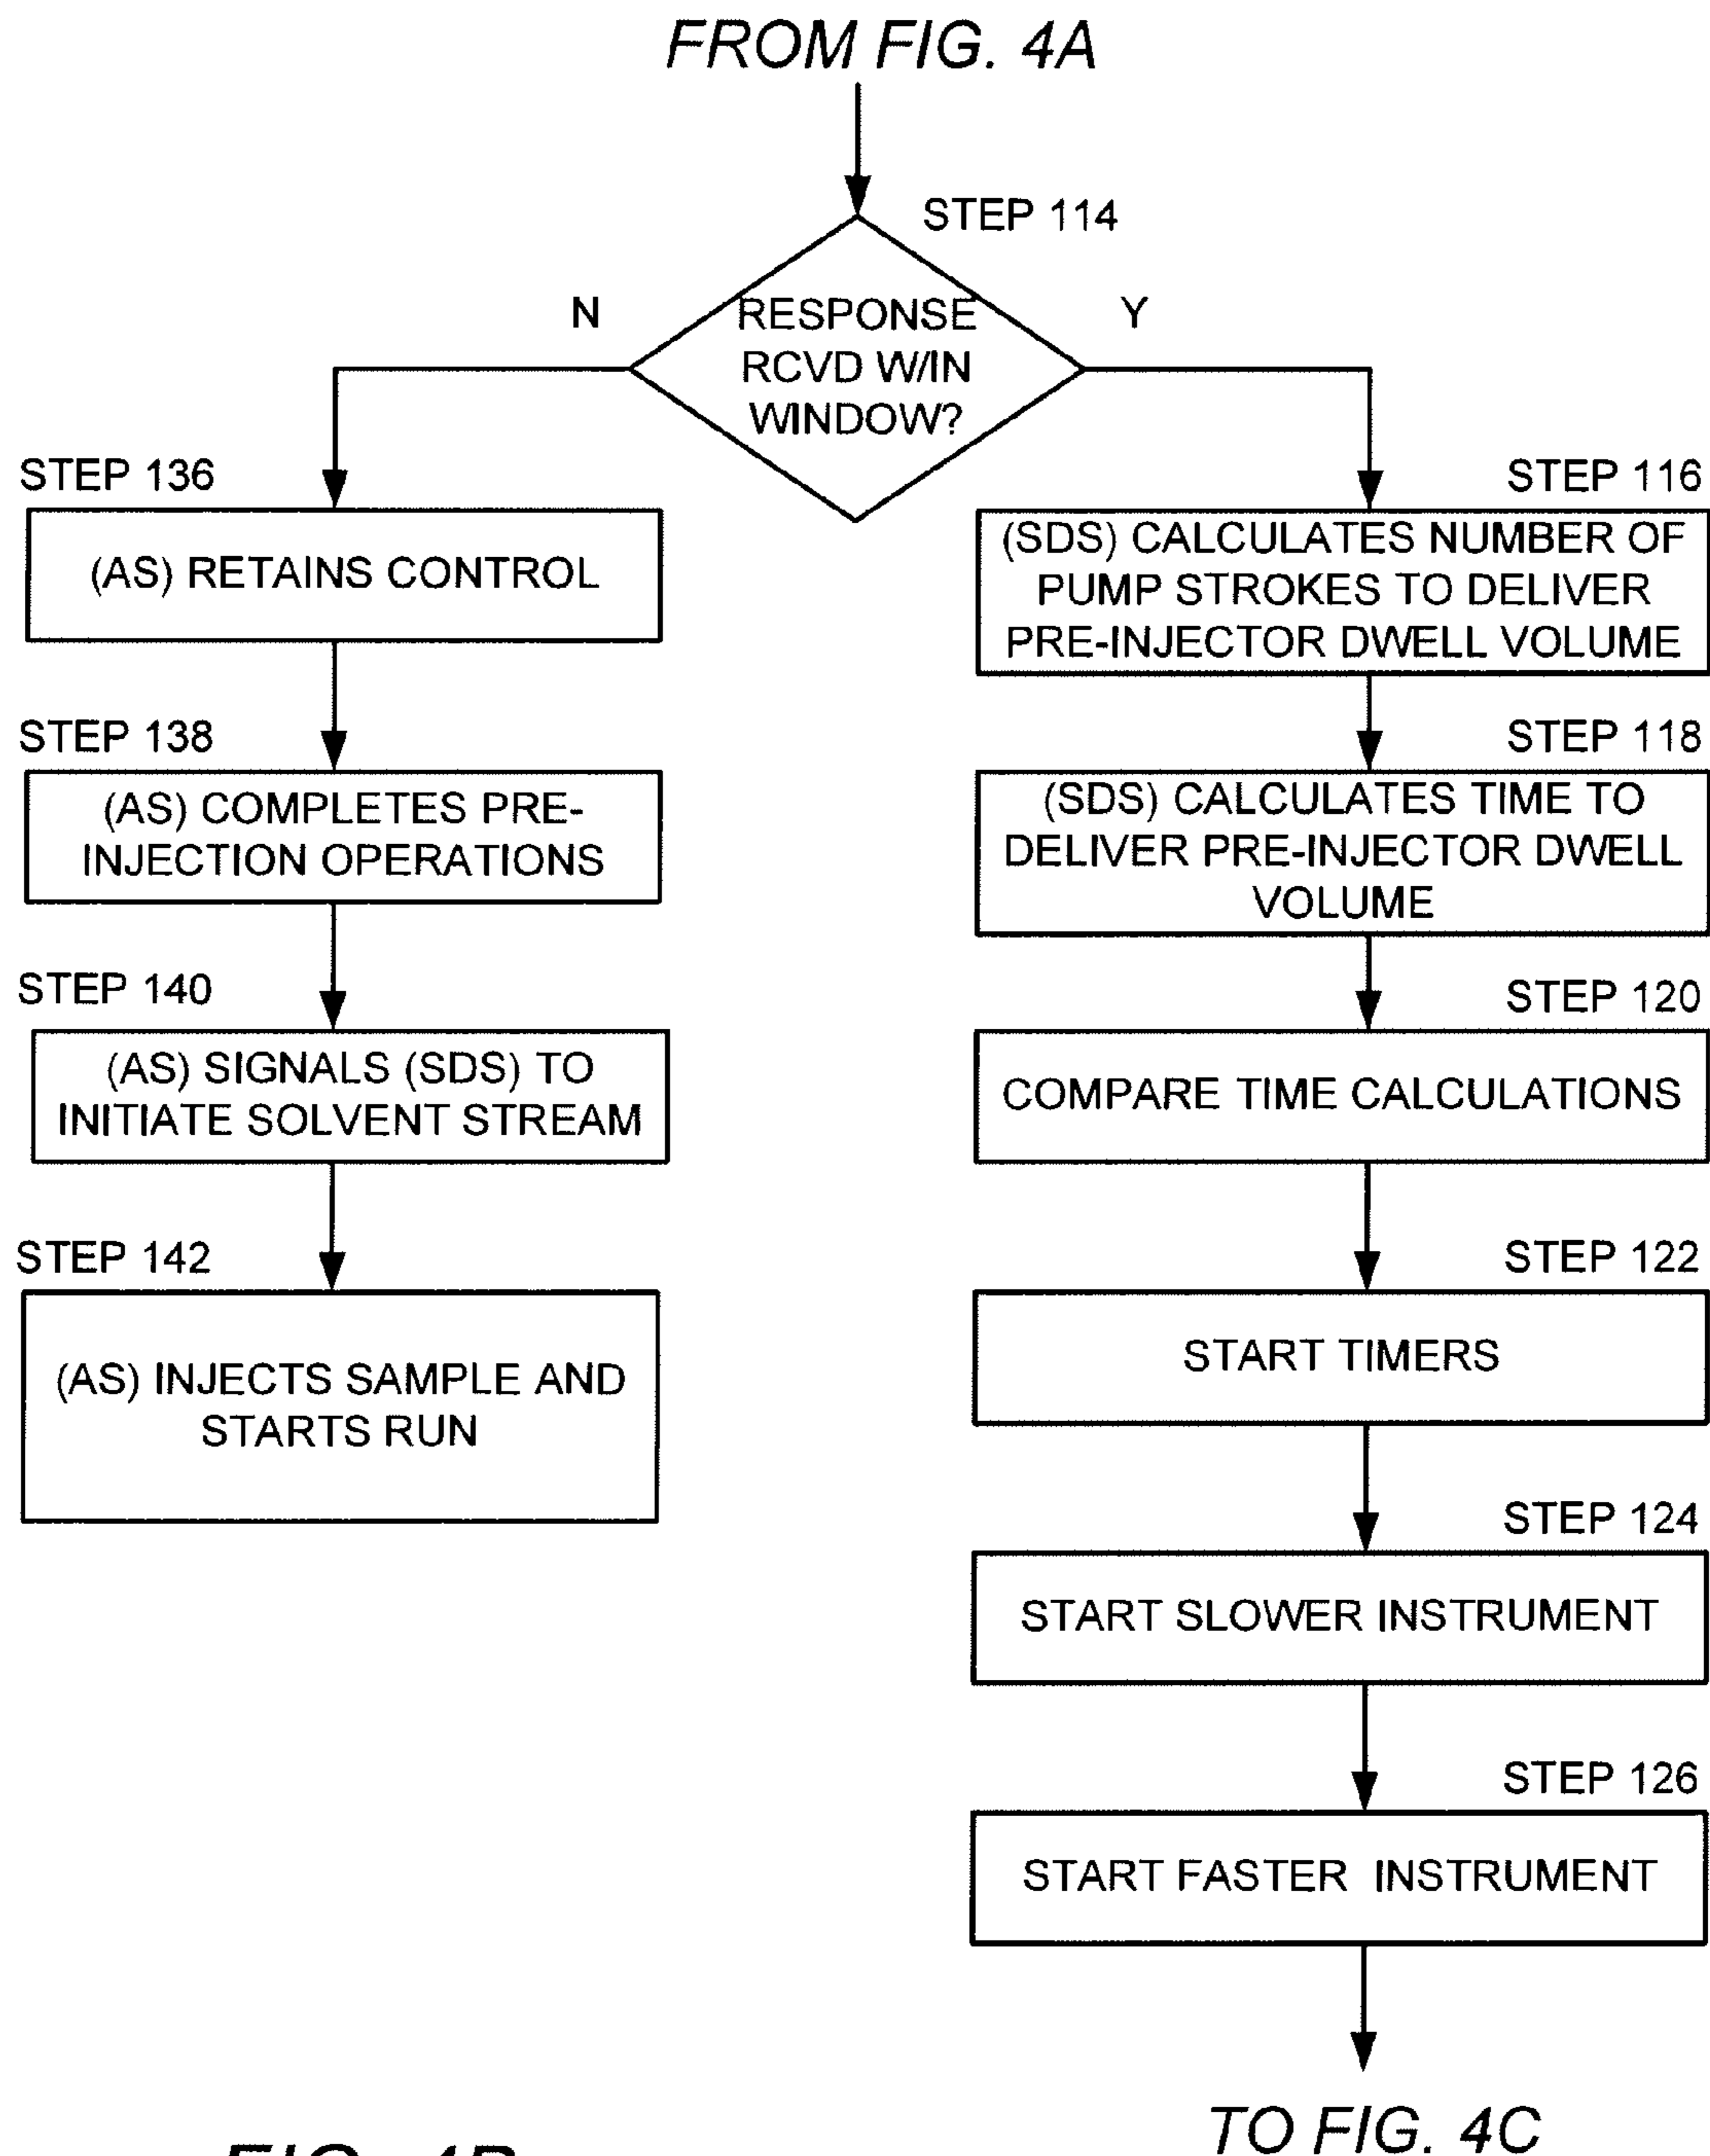 FROM FIG. 4A
STEP 114
N
Y
RESPONSE
RCVD W/IN
WINDOW?
STEP 136
(AS) RETAINS CONTROL
STEP 138
(AS) COMPLETES PRE-
INJECTION OPERATIONS
STEP 140
(AS) SIGNALS (SDS) TO
INITIATE SOLVENT STREAM
STEP 142
(AS) INJECTS SAMPLE AND
STARTS RUN
STEP 116
(SDS) CALCULATES NUMBER OF
PUMP STROKES TO DELIVER
PRE-INJECTOR DWELL VOLUME
STEP 118
(SDS) CALCULATES TIME TO
DELIVER PRE-INJECTOR DWELL
VOLUME
STEP 120
COMPARE TIME CALCULATIONS
STEP 122
START TIMERS
STEP 124
START SLOWER INSTRUMENT
STEP 126
START FASTER INSTRUMENT
TO FIG. 4C
FIG. 4B